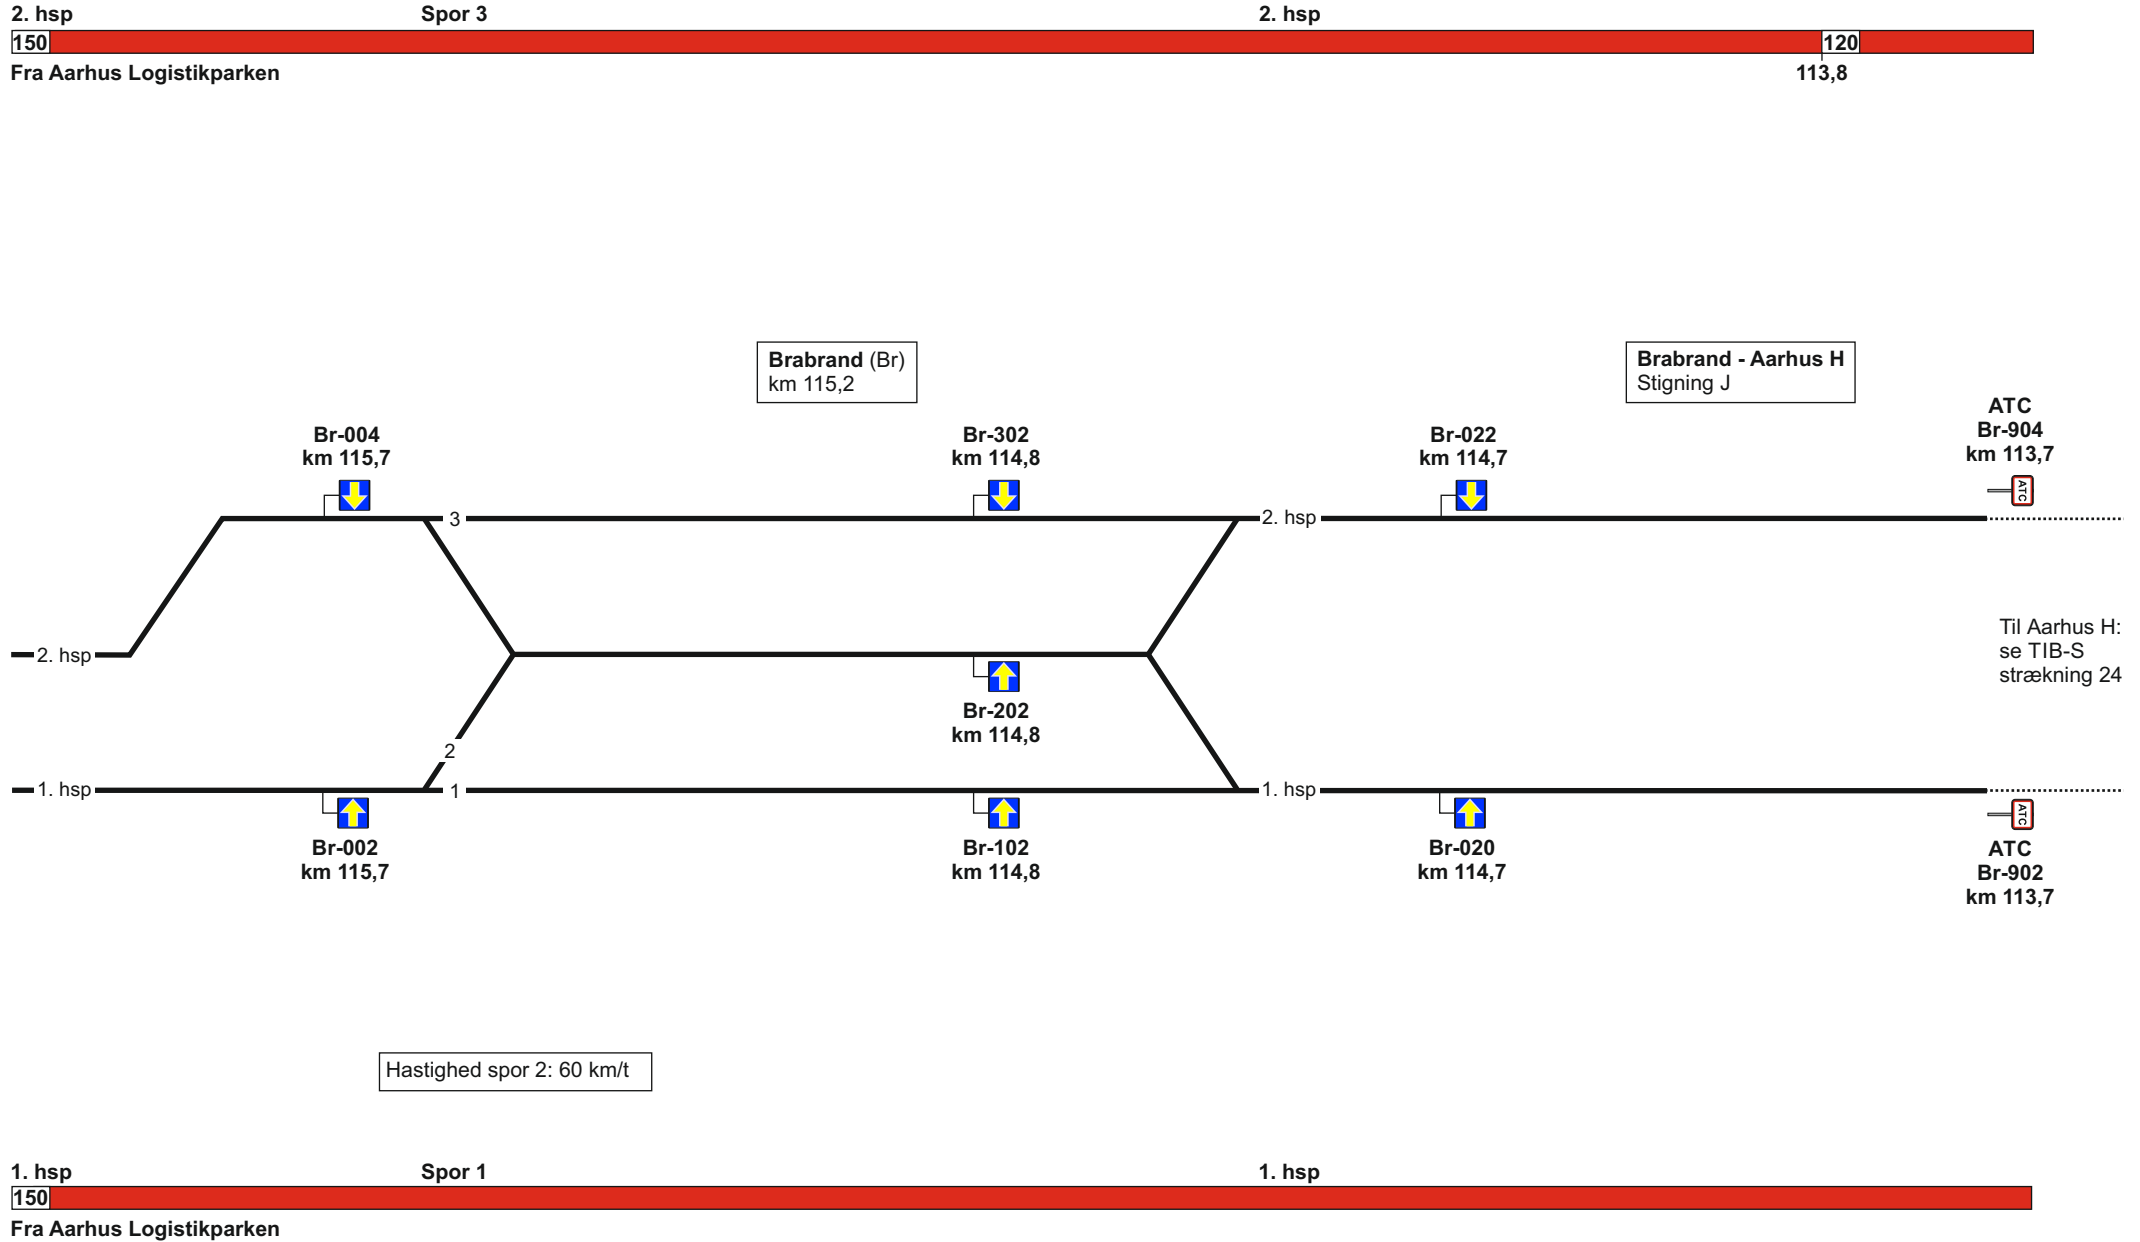 2. hsp Spor 3 2. hsp
150 120
Fra Aarhus Logistikparken 113,8
Brabrand (Br)
km 115,2
Brabrand - Aarhus H
Stigning J
Br-004
km 115,7
Br-302
km 114,8
Br-022
km 114,7
ATC
Br-904
km 113,7
ATC
3 2. hsp
Til Aarhus H:
se TIB-S
strækning 24
2. hsp
Br-202
km 114,8
2
1. hsp 1 1. hsp
ATC
Br-002
km 115,7
Br-102
km 114,8
Br-020
km 114,7
ATC
Br-902
km 113,7
Hastighed spor 2: 60 km/t
1. hsp Spor 1 1. hsp
150
Fra Aarhus Logistikparken